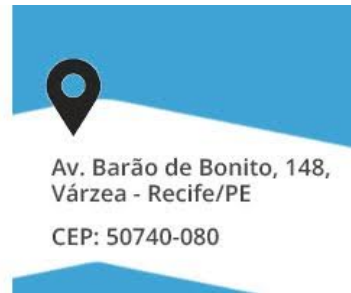 Av. Barão de Bonito, 148,
Várzea - Recife/PE
CEP: 50740-080